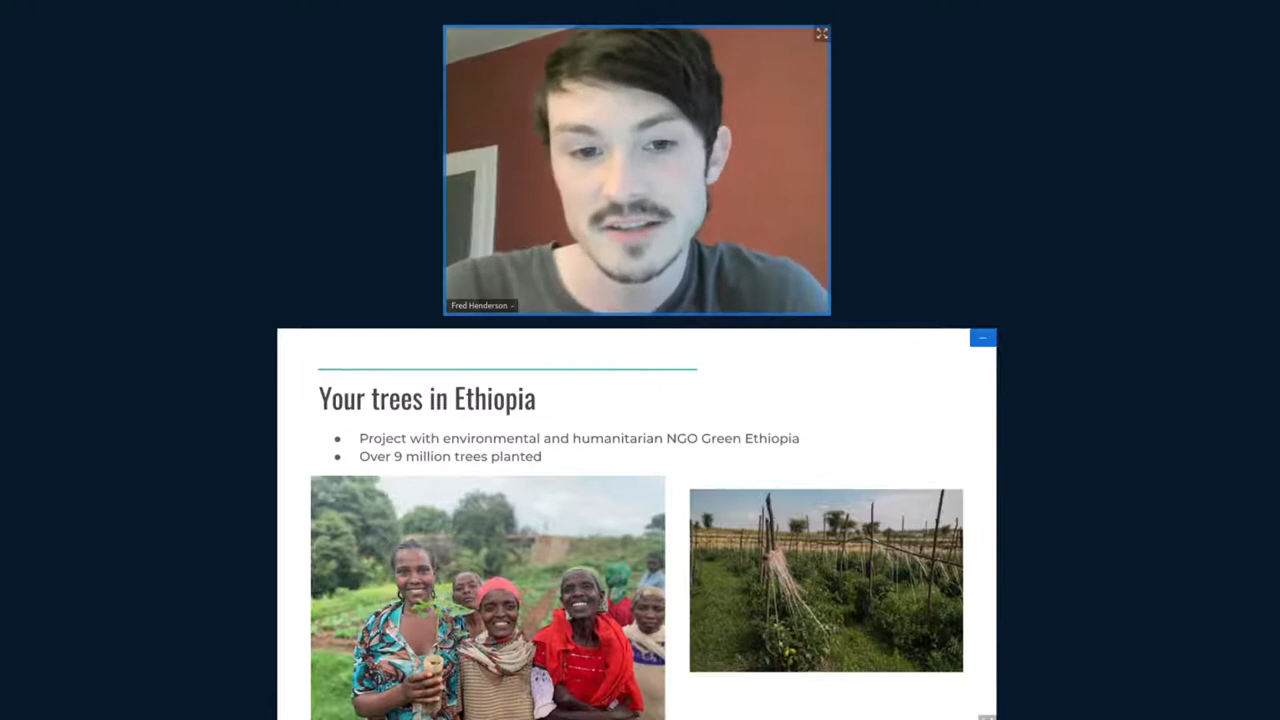 Fred Henderson
Your trees in Ethiopia
● Project with environmental and humanitarian NGO Green Ethiopia
● Over 9 million trees planted